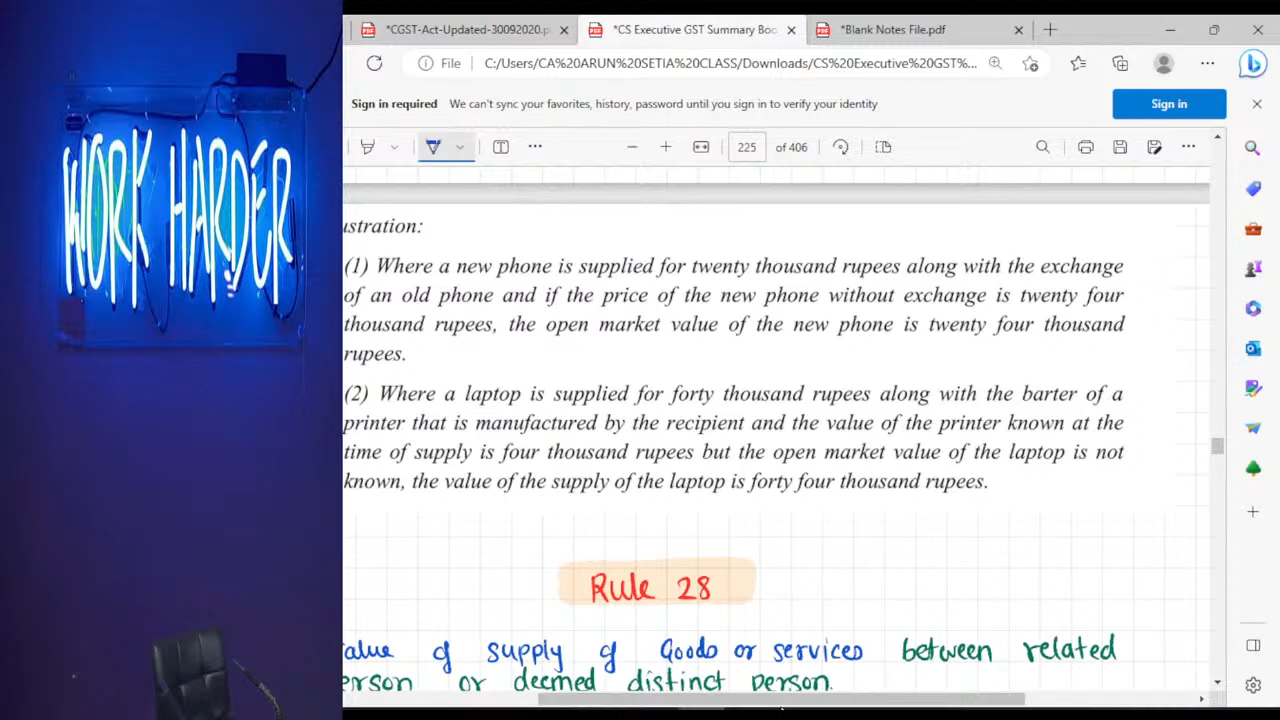 WORK HARDER
*CGST-Act-Updated-30092020.p
*CS Executive GST Summary Boo
*Blank Notes File.pdf
File
C:/Users/CA%20ARUN%20SETIA%20CLASS/Downloads/CS%20Executive%20GST%...
Sign in required We can't sync your favorites, history, password until you sign in to verify your identity
Sign in
225 of 406
ustration:
(1) Where a new phone is supplied for twenty thousand rupees along with the exchange
of an old phone and if the price of the new phone without exchange is twenty four
thousand rupees, the open market value of the new phone is twenty four thousand
rupees.
(2) Where a laptop is supplied for forty thousand rupees along with the barter of a
printer that is manufactured by the recipient and the value of the printer known at the
time of supply is four thousand rupees but the open market value of the laptop is not
known, the value of the supply of the laptop is forty four thousand rupees.
Rule 28
alue of supply of Goods or services between related
erson or deemed distinct person.